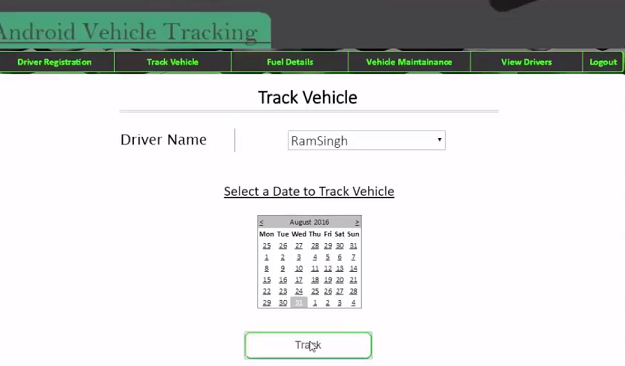 Android Vehicle Tracking
Driver Registration Track Vehicle Fuel Details Vehicle Maintainance View Drivers Logout
Track Vehicle
Driver Name RamSingh
Select a Date to Track Vehicle
< August 2016 >
Mon Tue Wed Thu Fri Sat Sun
25 26 27 28 29 30 31
1 2 3 4 5 6 7
8 9 10 11 12 13 14
15 16 17 18 19 20 21
22 23 24 25 26 27 28
29 30 31 1 2 3 4
Track